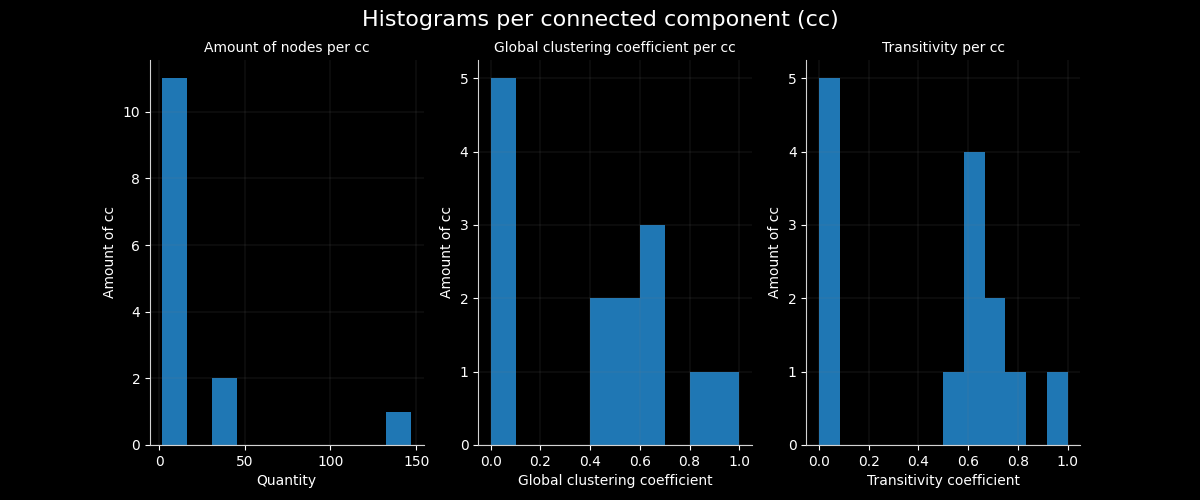 Histograms per connected component (cc)
Amount of nodes per cc
Amount of cc
10
8
6
4
2
0
0 50 100 150
Quantity
Global clustering coefficient per cc
Amount of cc
5
4
3
2
1
0
0.0 0.2 0.4 0.6 0.8 1.0
Global clustering coefficient
Transitivity per cc
Amount of cc
5
4
3
2
1
0
0.0 0.2 0.4 0.6 0.8 1.0
Transitivity coefficient